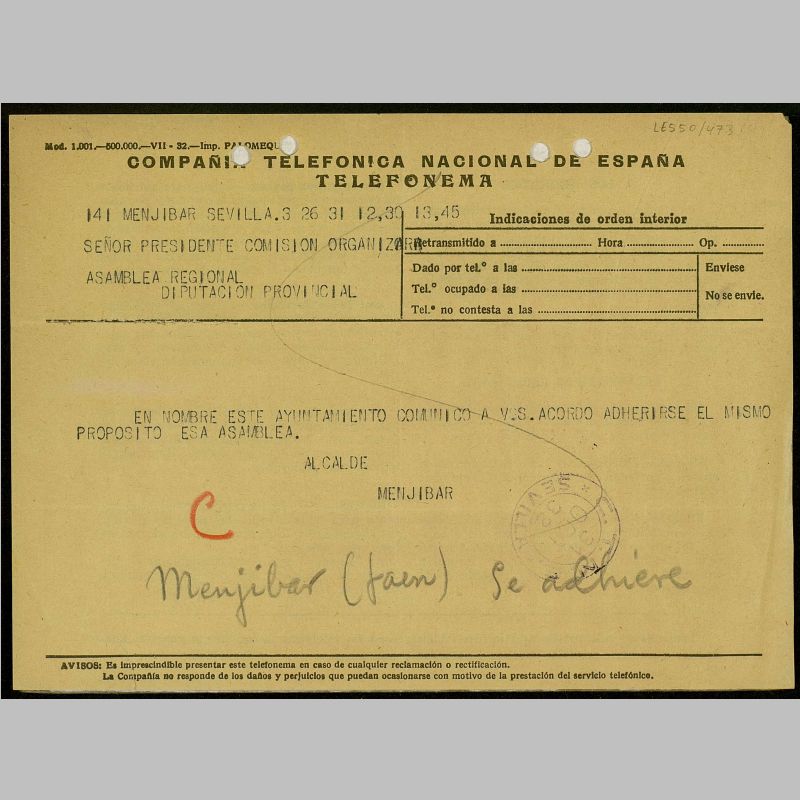 LE550/473
Mod. 1.001.—500.000.—VII - 32.—Imp. PALOMEQU
COMPAÑIA TELEFONICA NACIONAL DE ESPAÑA
TELEFONEMA
141 MENJIBAR SEVILLA.3 26 31 12,30 13,45
SEÑOR PRESIDENTE COMISION ORGANIZARA
ASAMBLEA REGIONAL
DIPUTACION PROVINCIAL
Indicaciones de orden interior
Retransmitido a ........ Hora ........ Op. ........
Dado por tel.° a las ........
Tel.° ocupado a las ........
Tel.° no contesta a las ........
Envíese
No se envíe.
EN NOMBRE ESTE AYUNTAMIENTO COMUNICO A V.S. ACORDO ADHERIRSE EL MISMO
PROPOSITO ESA ASAMBLEA.
ALCALDE
MENJIBAR
SEVILLA
C
Menjibar (Jaen) Se adhiere
AVISOS: Es imprescindible presentar este telefonema en caso de cualquier reclamación o rectificación.
La Compañía no responde de los daños y perjuicios que puedan ocasionarse con motivo de la prestación del servicio telefónico.